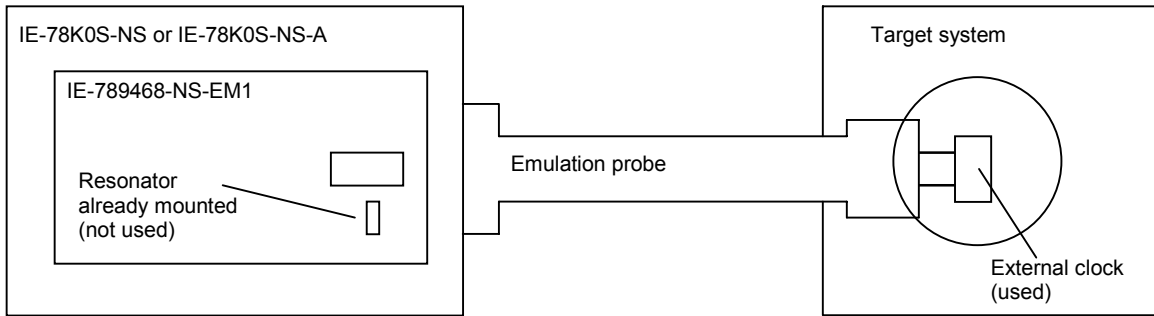 IE-78K0S-NS or IE-78K0S-NS-A
IE-789468-NS-EM1
Resonator
already mounted
(not used)
Emulation probe
Target system
External clock
(used)